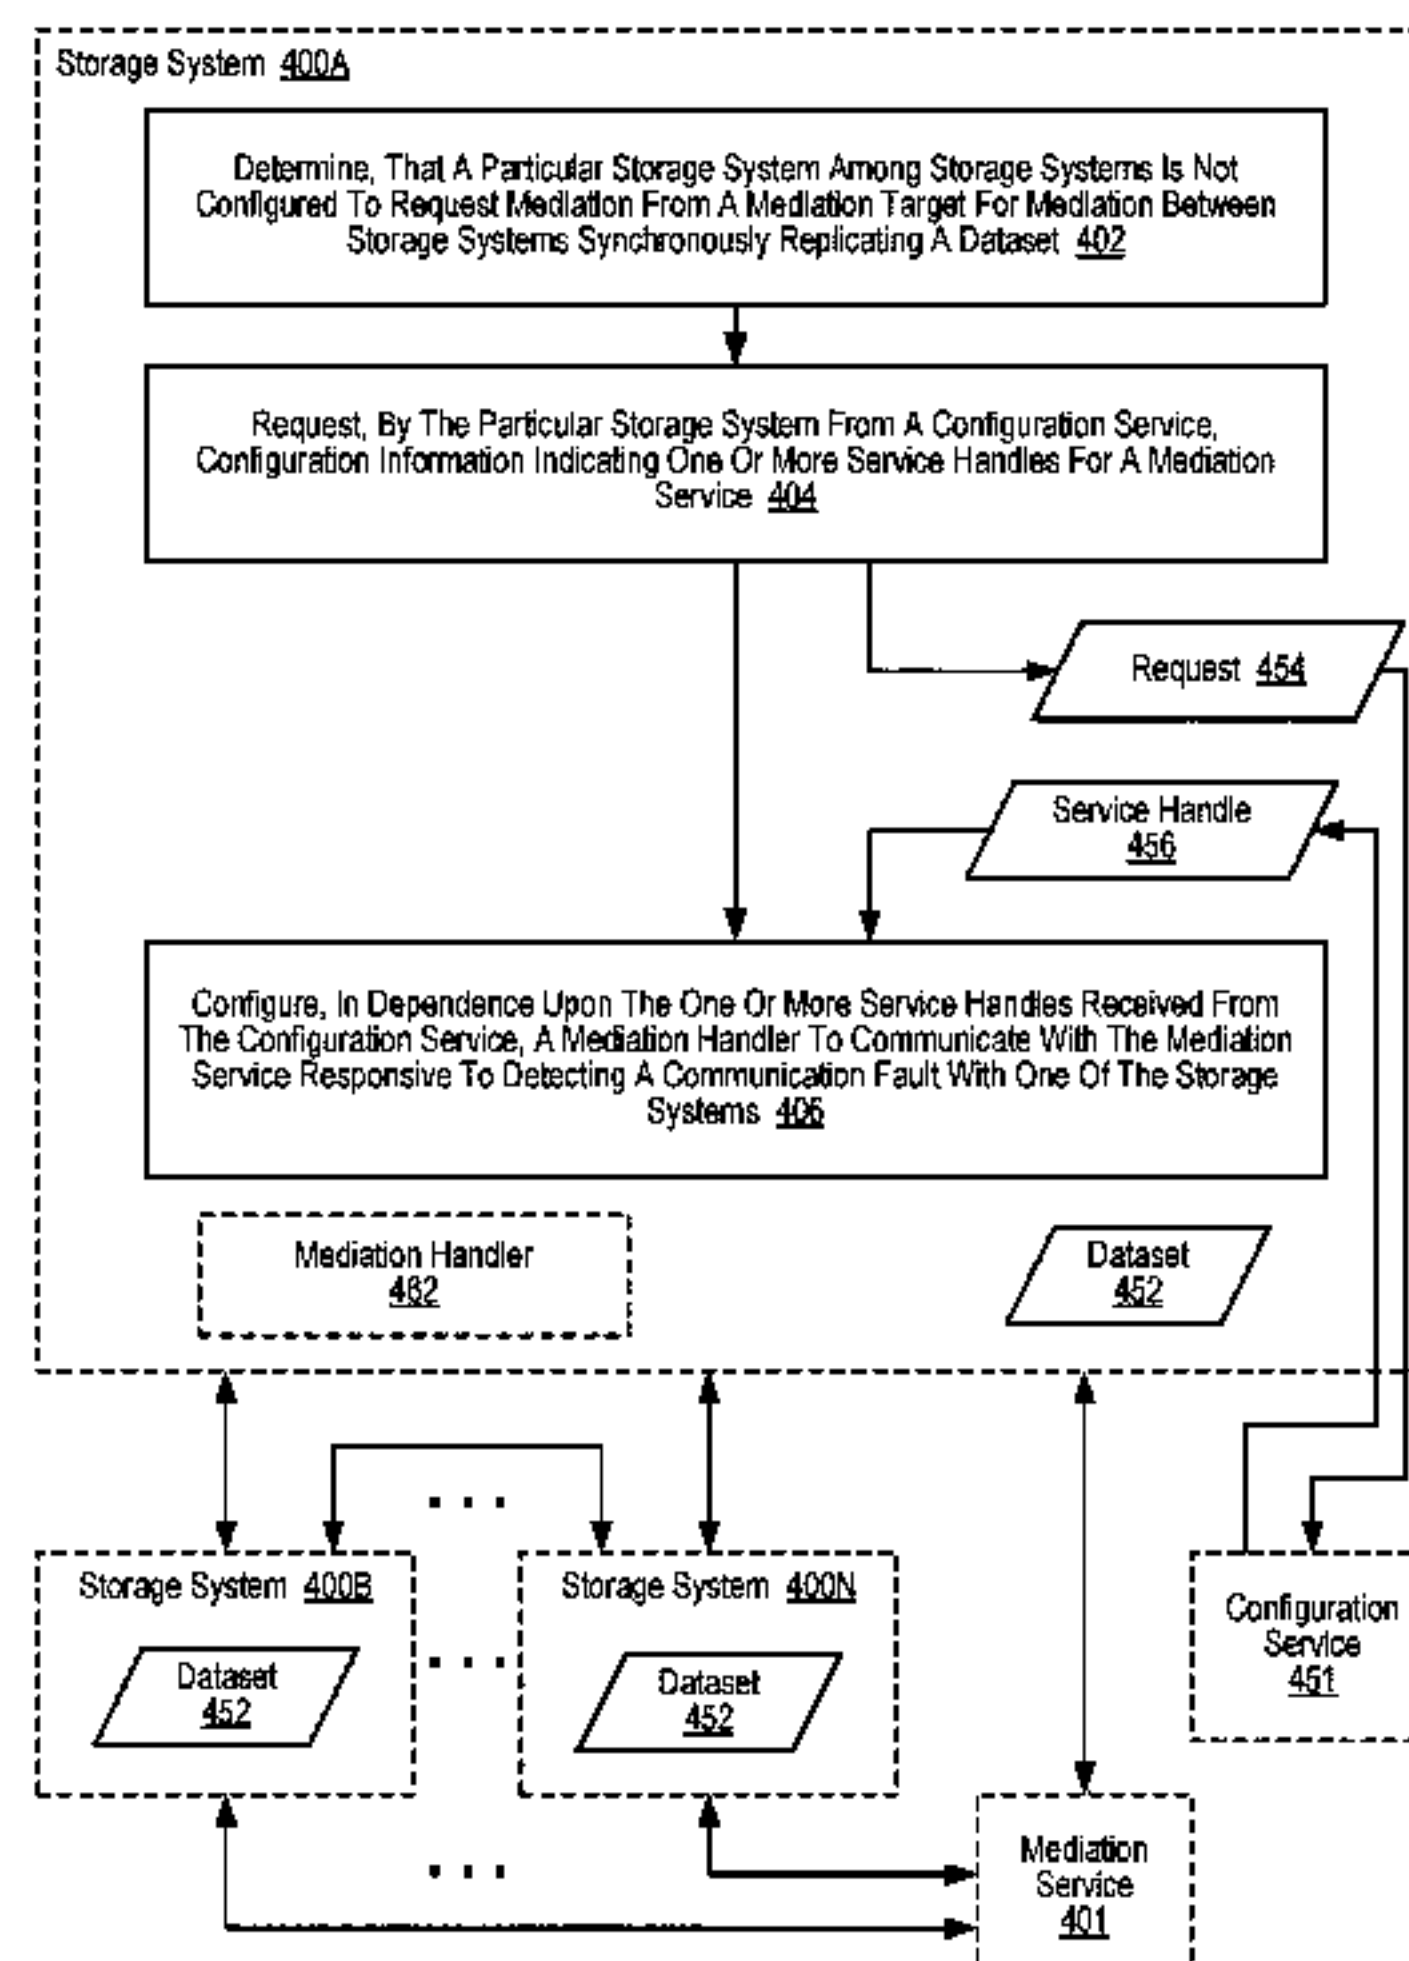 Storage System 400A
Determine, That A Particular Storage System Among Storage Systems Is Not
Configured To Request Mediation From A Mediation Target For Mediation Between
Storage Systems Synchronously Replicating A Dataset 402
Request, By The Particular Storage System From A Configuration Service,
Configuration Information Indicating One Or More Service Handles For A Mediation
Service 404
Request 454
Service Handle
456
Configure, In Dependence Upon The One Or More Service Handles Received From
The Configuration Service, A Mediation Handler To Communicate With The Mediation
Service Responsive To Detecting A Communication Fault With One Of The Storage
Systems 406
Mediation Handler
462
Dataset
452
. . .
Storage System 400B
Dataset
452
. . .
Storage System 400N
Dataset
452
Configuration
Service
451
. . .
Mediation
Service
401